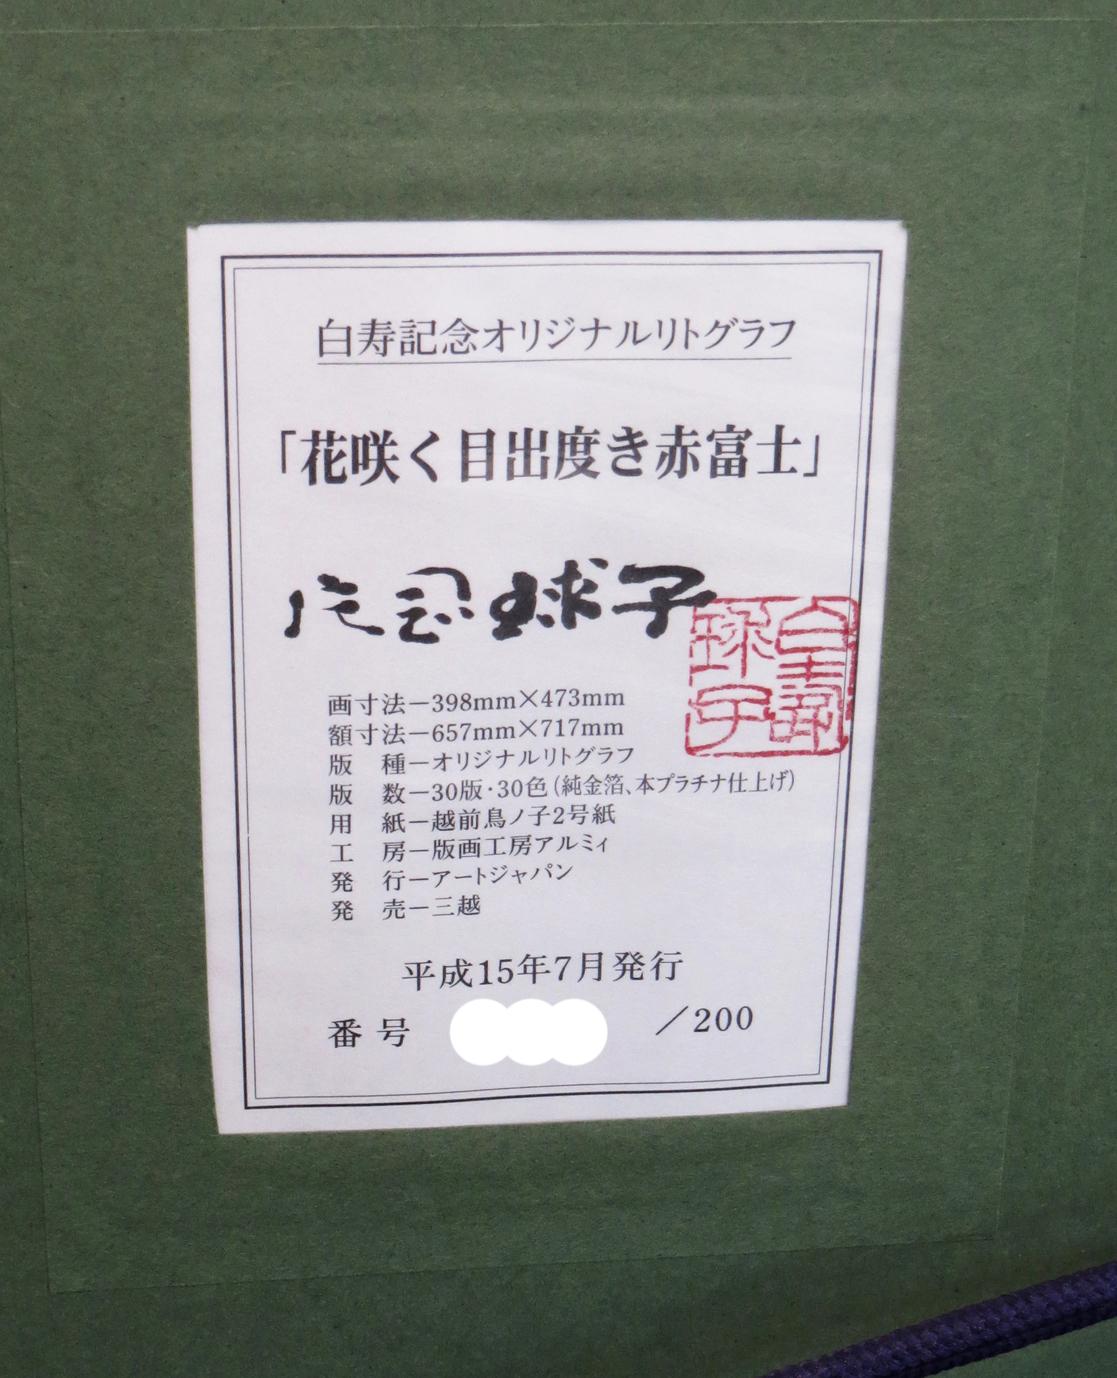 白寿記念オリジナルリトグラフ
「花咲く目出度き赤富士」
片岡球子
白寿
球子
画寸法－398mm×473mm
額寸法－657mm×717mm
版　種－オリジナルリトグラフ
版　数－30版・30色（純金箔、本プラチナ仕上げ）
用　紙－越前鳥ノ子2号紙
工　房－版画工房アルミィ
発　行－アートジャパン
発　売－三越
平成15年7月発行
番 号　　／200